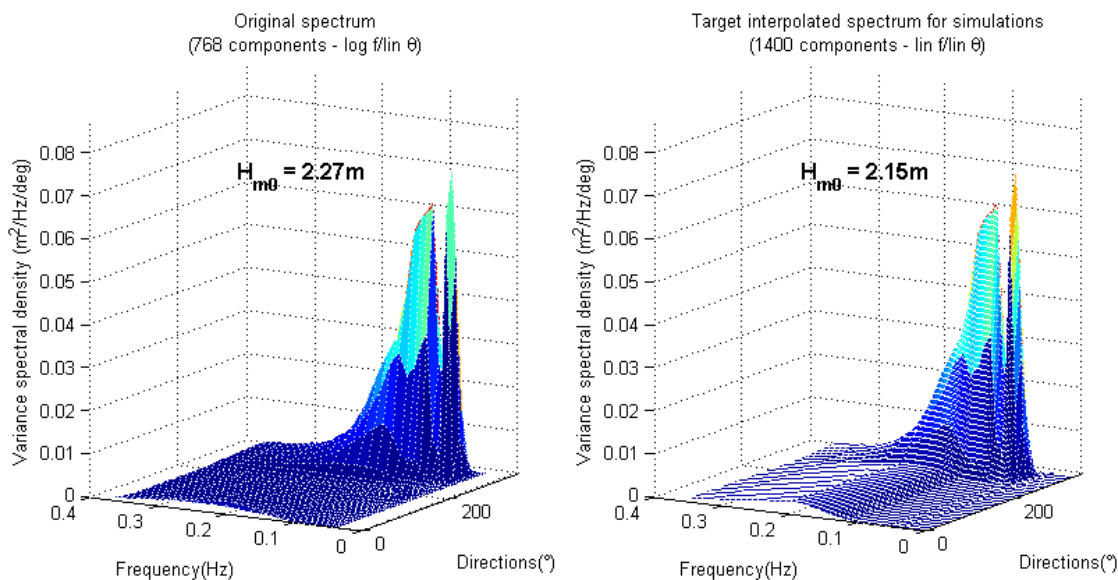 Original spectrum
(768 components - log f/lin θ)
H_m0 = 2.27m
Variance spectral density (m²/Hz/deg)
0.08
0.07
0.06
0.05
0.04
0.03
0.02
0.01
0
0.4
0.3
0.2
0.1
0
0
200
Frequency(Hz)
Directions(°)
Target interpolated spectrum for simulations
(1400 components - lin f/lin θ)
H_m0 = 2.15m
Variance spectral density (m²/Hz/deg)
0.08
0.07
0.06
0.05
0.04
0.03
0.02
0.01
0
0.4
0.3
0.2
0.1
0
0
200
Frequency(Hz)
Directions(°)